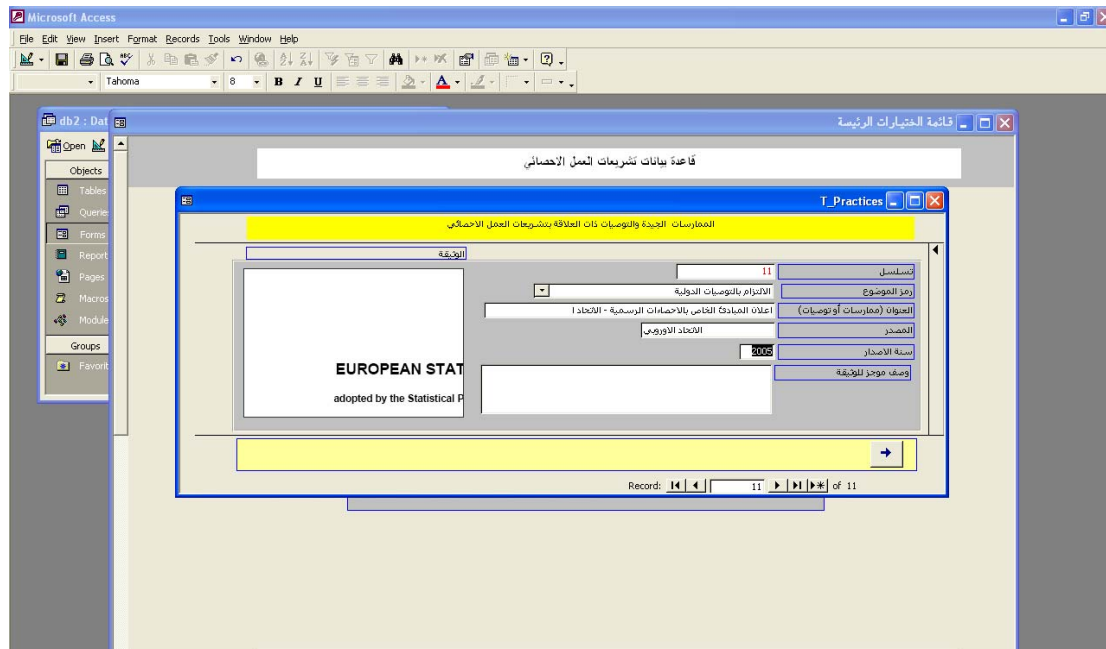 Microsoft Access
File Edit View Insert Format Records Tools Window Help
Tahoma 8 B I U A
db2 : Dat
قائمة الختيارات الرئيسة
Open
Objects
Tables
Querie
Forms
Report
Pages
Macros
Module
Groups
Favorit
قاعدة بيانات تشريعات العمل الاحصائي
T_Practices
الممارسات الجيدة والتوصيات ذات العلاقة بتشريعات العمل الاحصائي
الوثيقة
تسلسل 11
رمز الموضوع الالتزام بالتوصيات الدولية
العنوان (ممارسات أو توصيات) اعلان المبادئ الخاص بالاحصاءات الرسمية - الاتحاد ا
المصدر الاتحاد الاوروبي
سنة الاصدار 2005
وصف موجز للوثيقة
EUROPEAN STAT
adopted by the Statistical P
Record: 11 of 11